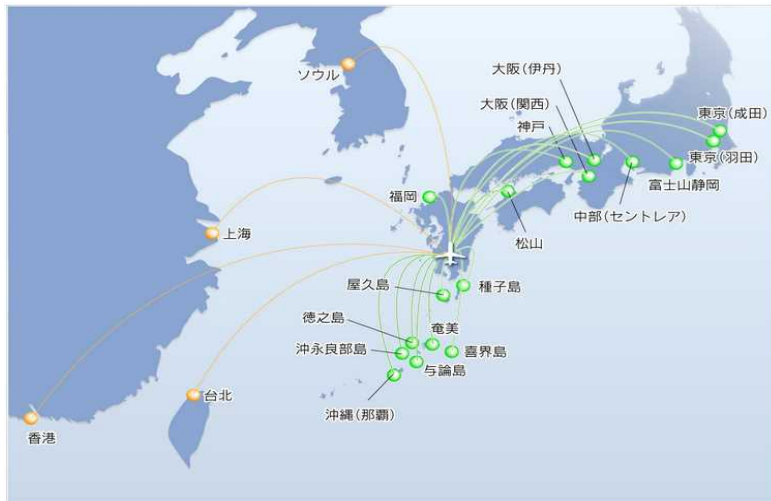 ソウル
大阪(伊丹)
大阪(関西)
神戸
東京(成田)
東京(羽田)
富士山静岡
中部(セントレア)
福岡
松山
上海
屋久島
種子島
徳之島
奄美
沖永良部島
喜界島
与論島
沖縄(那覇)
台北
香港